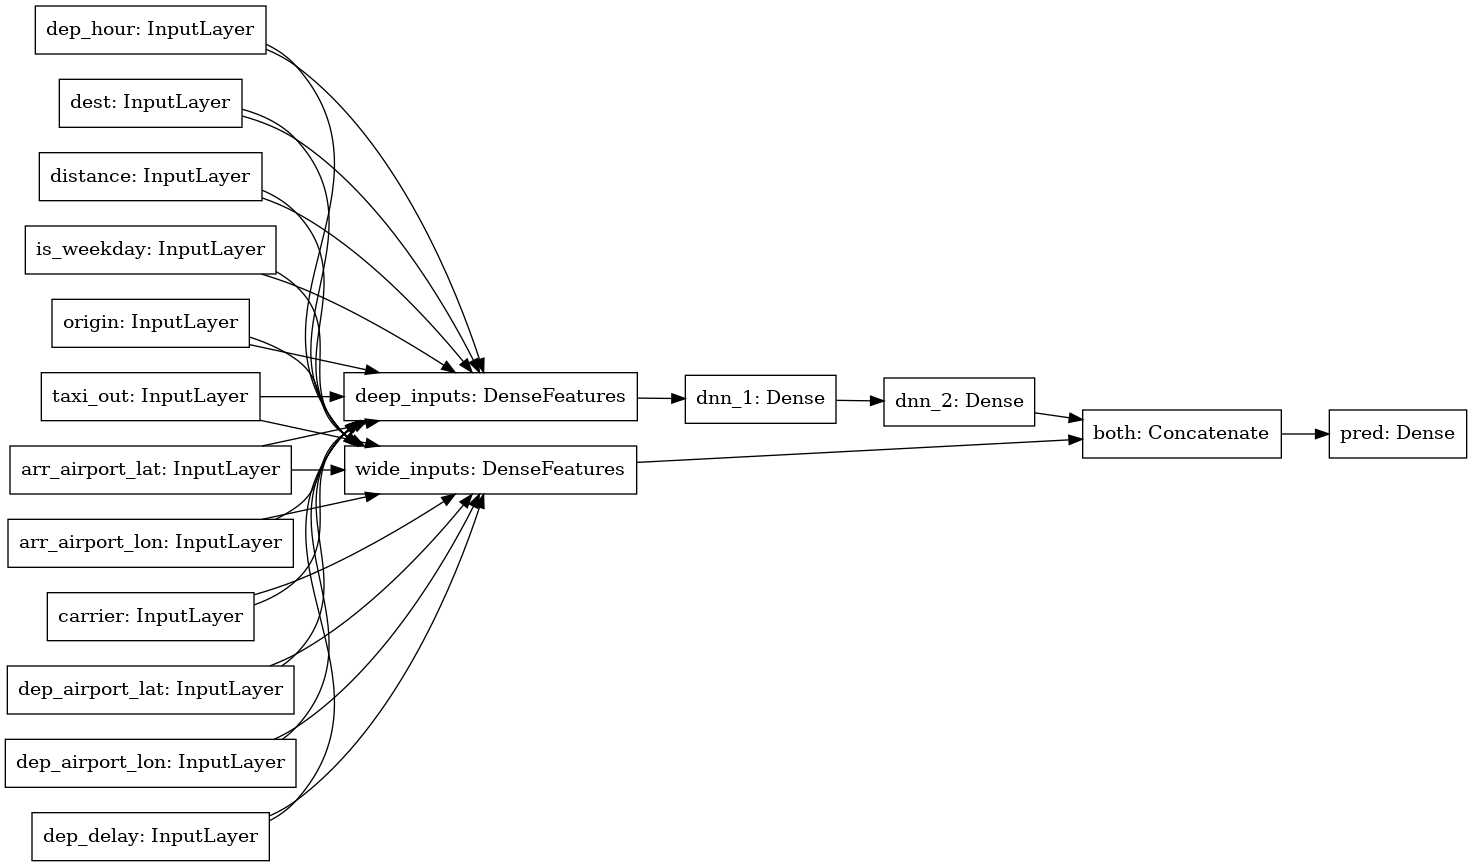 dep_hour: InputLayer
dest: InputLayer
distance: InputLayer
is_weekday: InputLayer
origin: InputLayer
taxi_out: InputLayer
arr_airport_lat: InputLayer
arr_airport_lon: InputLayer
carrier: InputLayer
dep_airport_lat: InputLayer
dep_airport_lon: InputLayer
dep_delay: InputLayer
deep_inputs: DenseFeatures
wide_inputs: DenseFeatures
dnn_1: Dense
dnn_2: Dense
both: Concatenate
pred: Dense